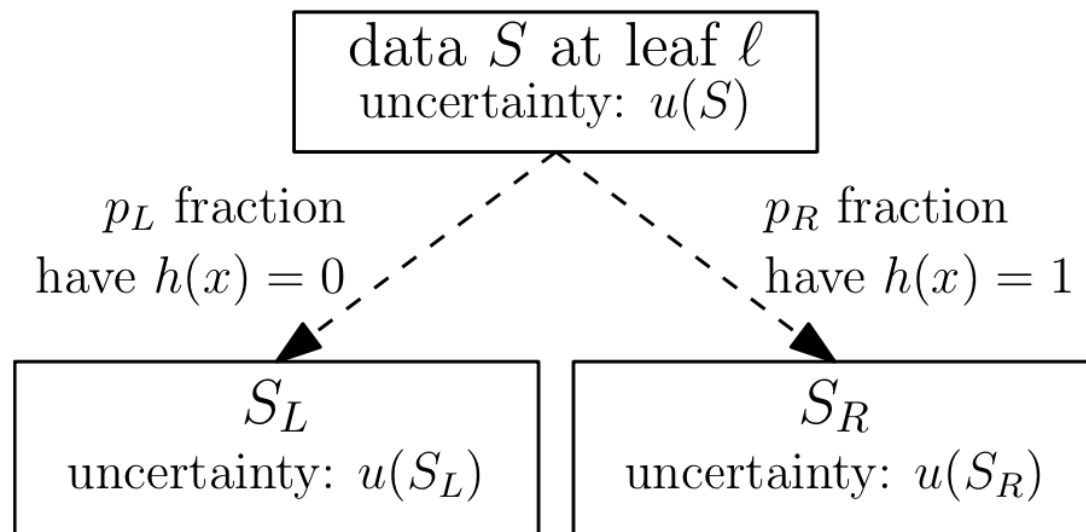 data S at leaf ℓ
uncertainty: u(S)
p_L fraction
have h(x) = 0
p_R fraction
have h(x) = 1
S_L
uncertainty: u(S_L)
S_R
uncertainty: u(S_R)